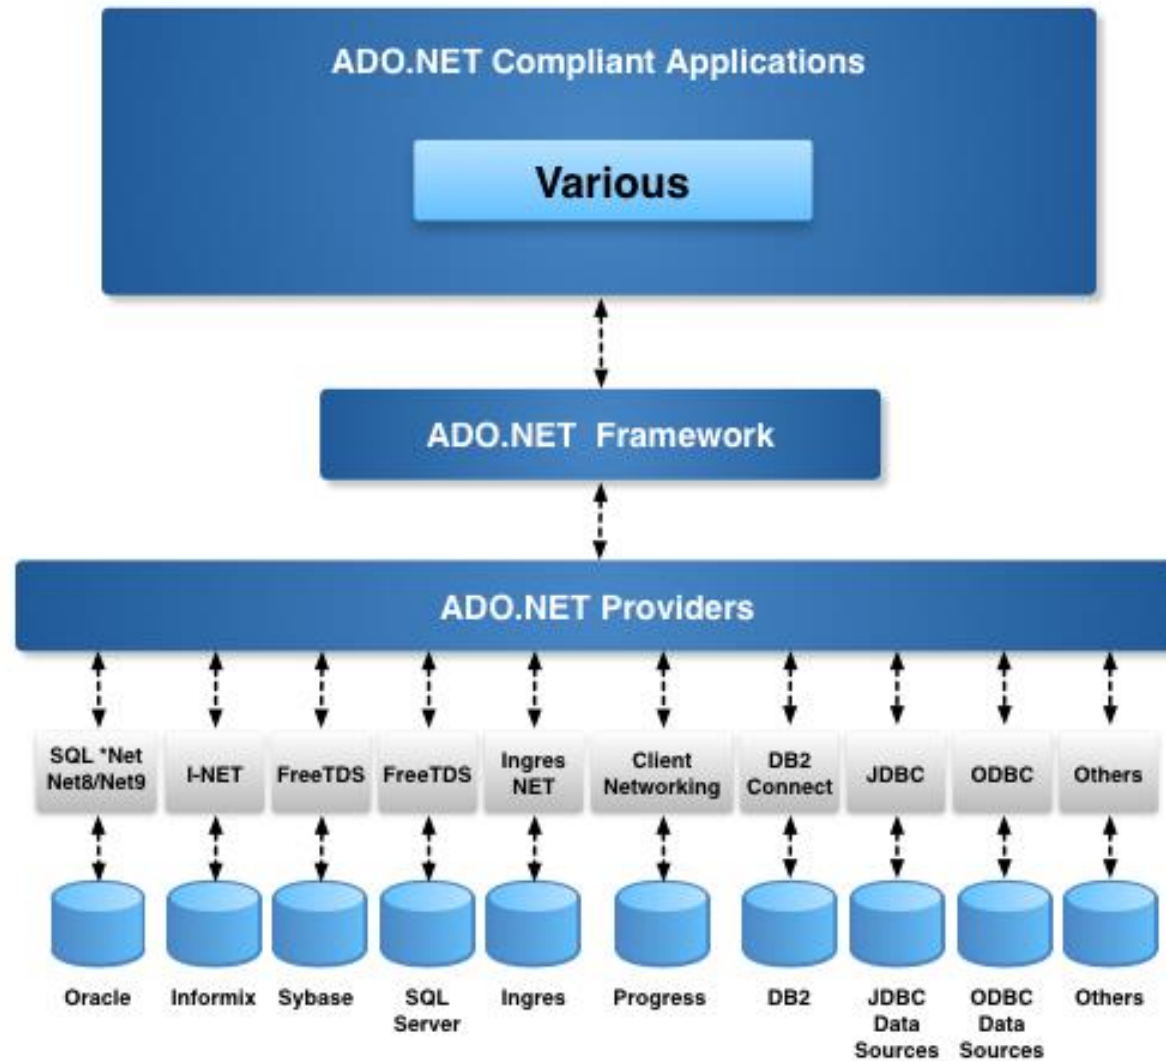 ADO.NET Compliant Applications
Various
ADO.NET Framework
ADO.NET Providers
SQL *Net
Net8/Net9
I-NET
FreeTDS
FreeTDS
Ingres
NET
Client
Networking
DB2
Connect
JDBC
ODBC
Others
Oracle
Informix
Sybase
SQL
Server
Ingres
Progress
DB2
JDBC
Data
Sources
ODBC
Data
Sources
Others